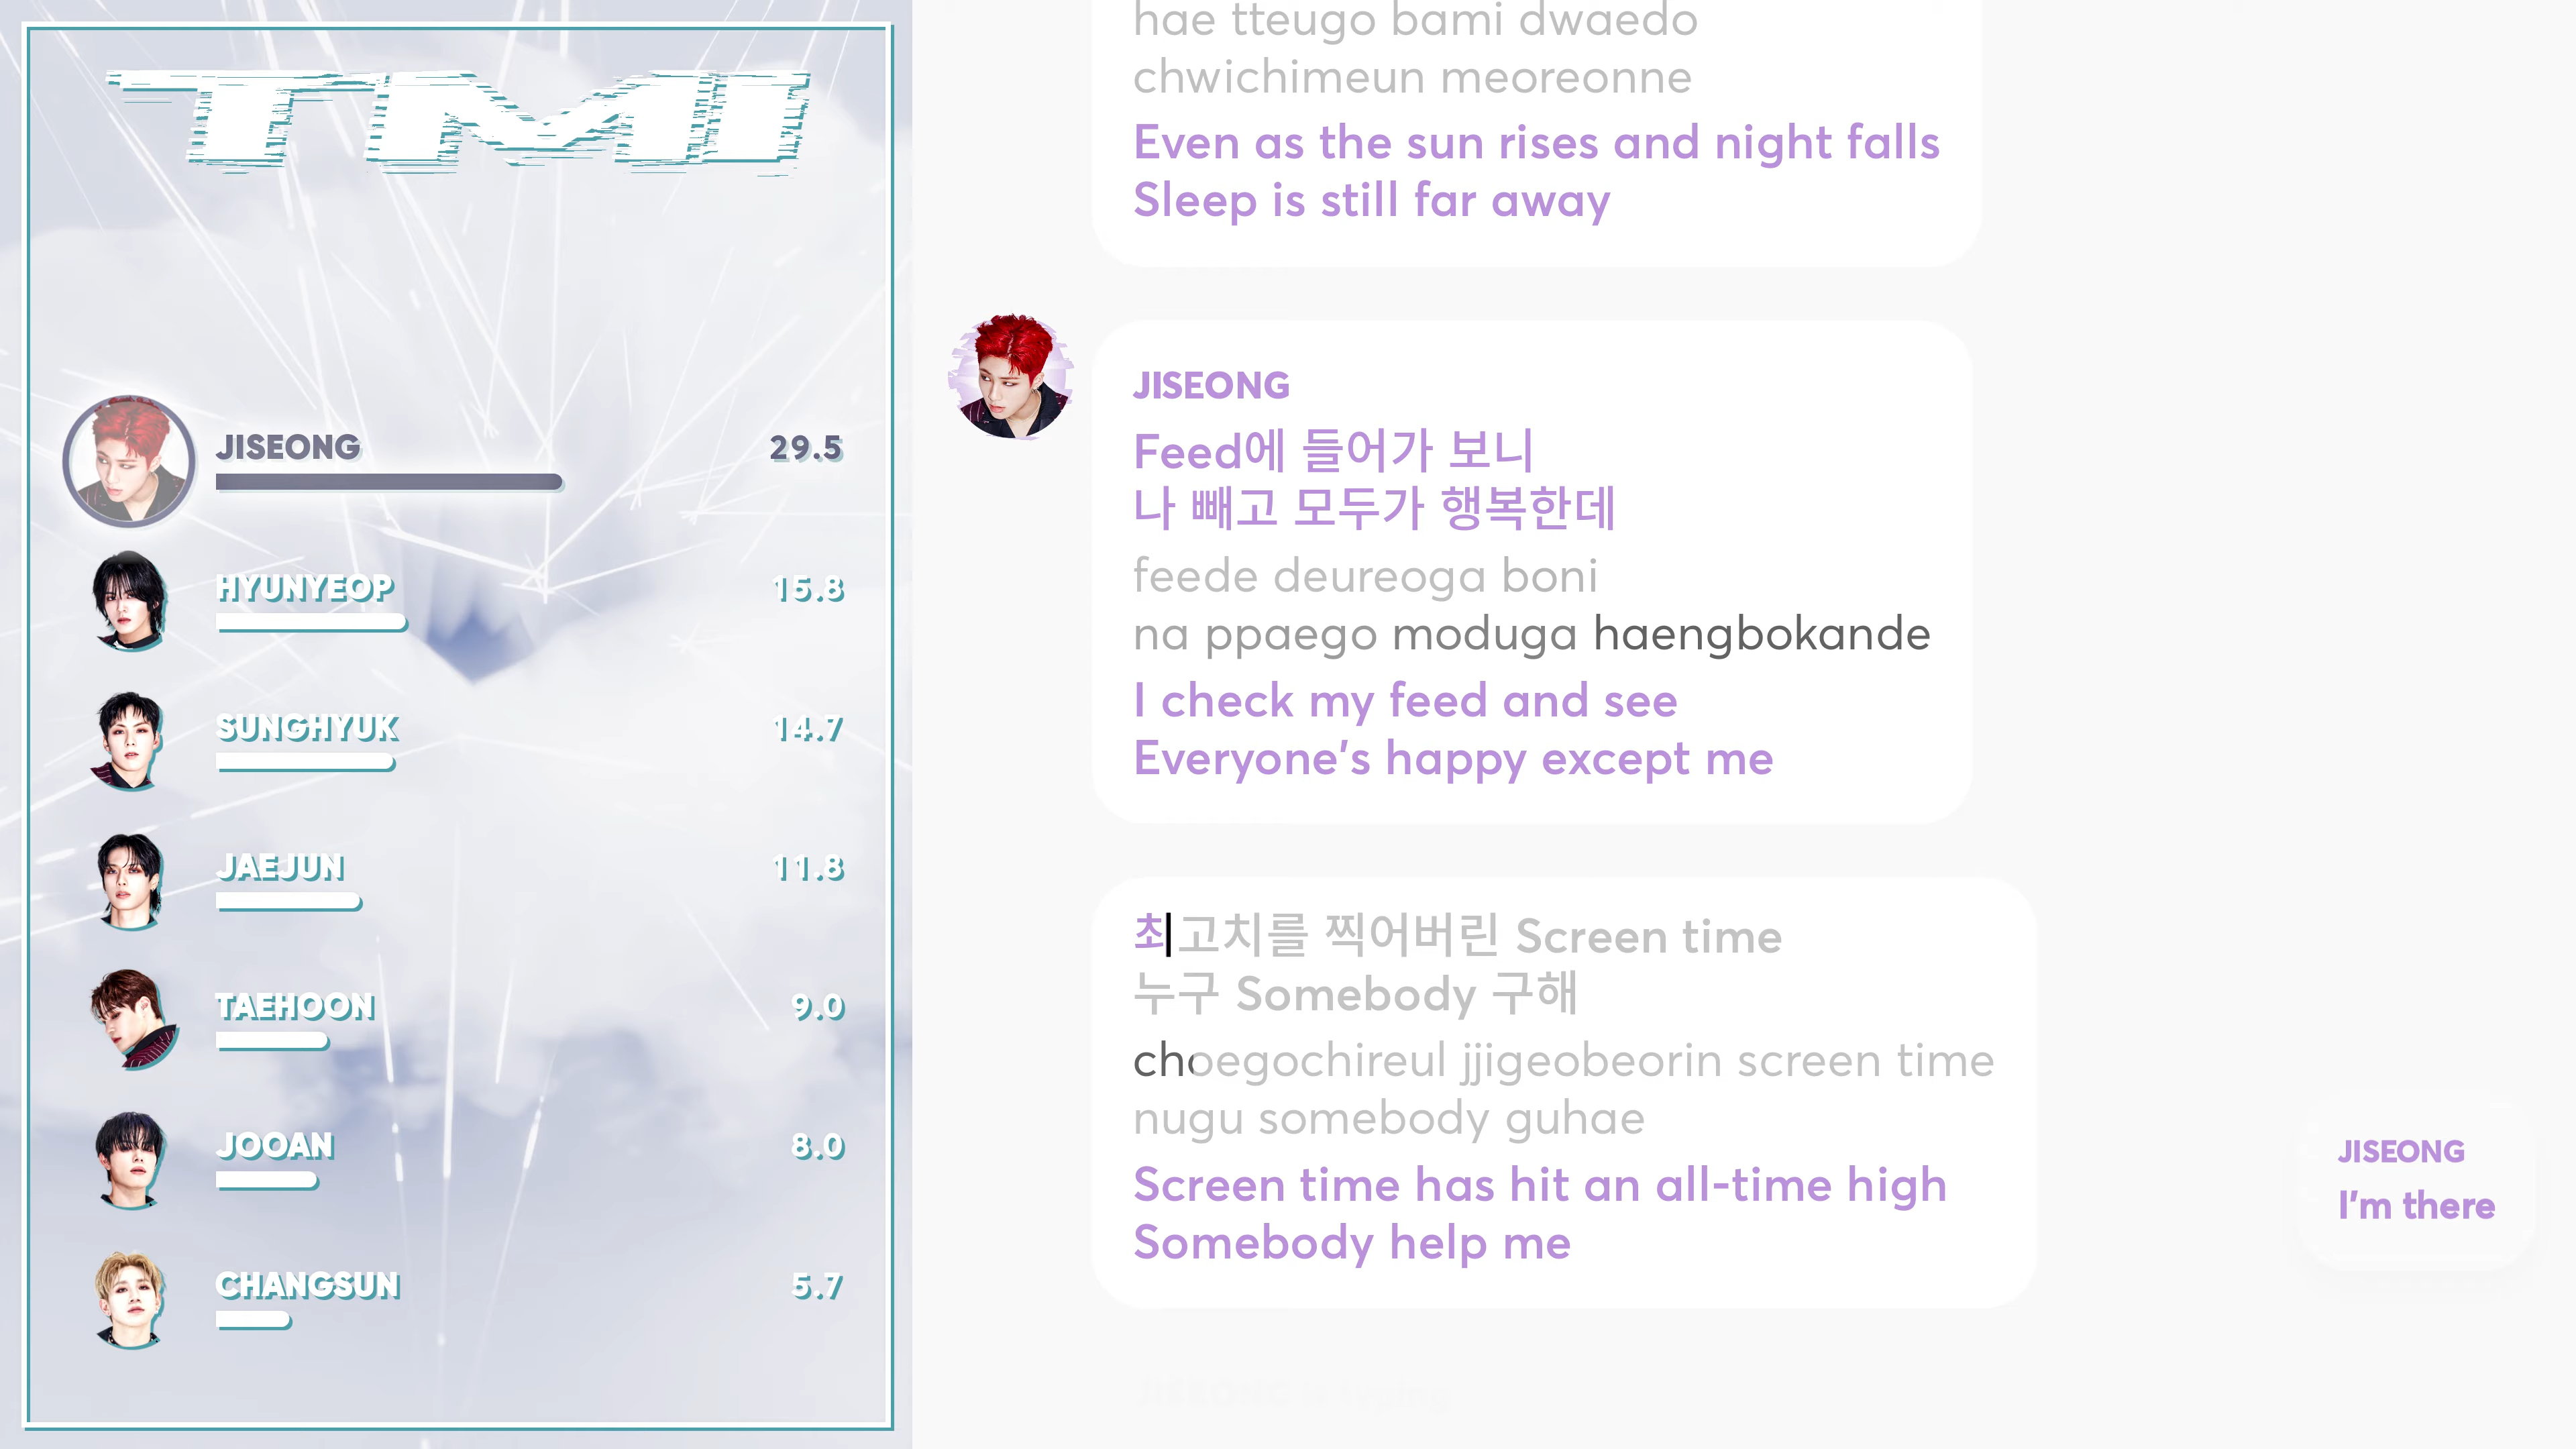 TMI
JISEONG
29.5
HYUNYEOP
15.8
SUNGHYUK
14.7
JAEJUN
11.8
TAEHOON
9.0
JOOAN
8.0
CHANGSUN
5.7
hae tteugo bami dwaedo
chwichimeun meoreonne
Even as the sun rises and night falls
Sleep is still far away
JISEONG
Feed에 들어가 보니
나 빼고 모두가 행복한데
feede deureoga boni
na ppaego moduga haengbokande
I check my feed and see
Everyone's happy except me
최고치를 찍어버린 Screen time
누구 Somebody 구해
choegochireul jjigeobeorin screen time
nugu somebody guhae
Screen time has hit an all-time high
Somebody help me
JISEONG
I'm there